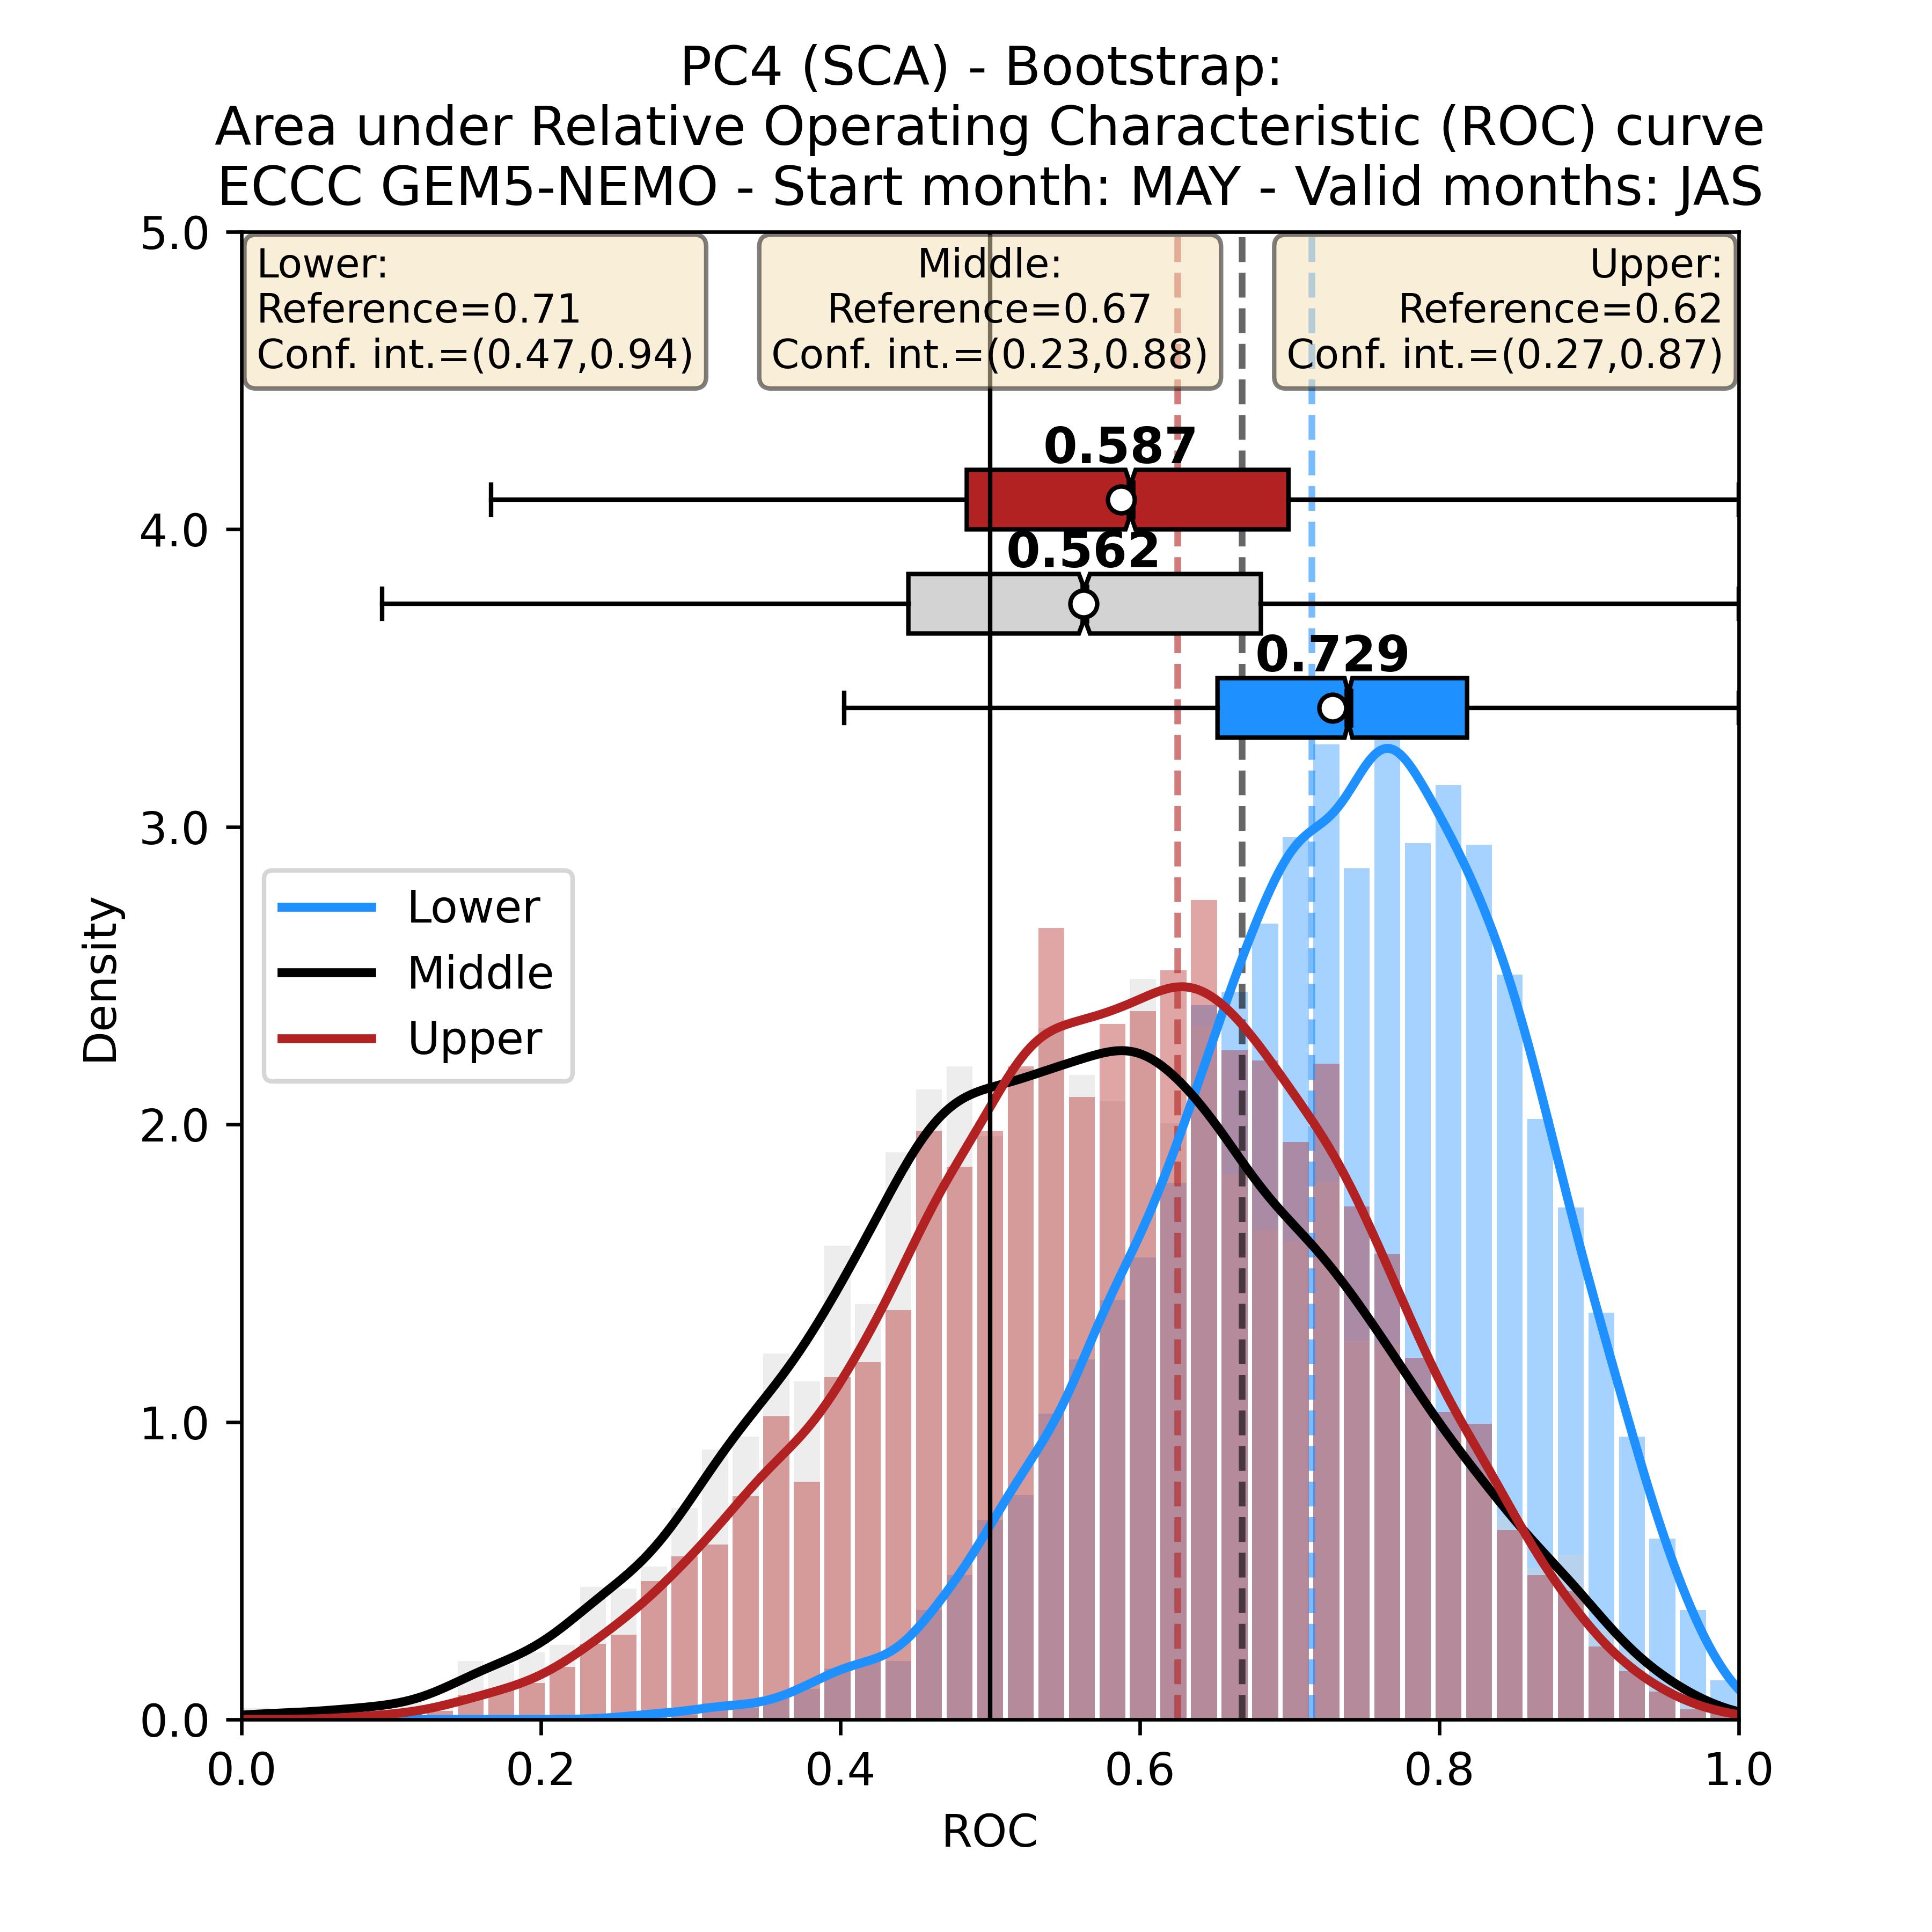 PC4 (SCA) - Bootstrap:
Area under Relative Operating Characteristic (ROC) curve
ECCC GEM5-NEMO - Start month: MAY - Valid months: JAS
Lower:
Reference=0.71
Conf. int.=(0.47,0.94)
Middle:
Reference=0.67
Conf. int.=(0.23,0.88)
Upper:
Reference=0.62
Conf. int.=(0.27,0.87)
0.587
0.562
0.729
Lower
Middle
Upper
Density
5.0
4.0
3.0
2.0
1.0
0.0
0.0
0.2
0.4
0.6
0.8
1.0
ROC